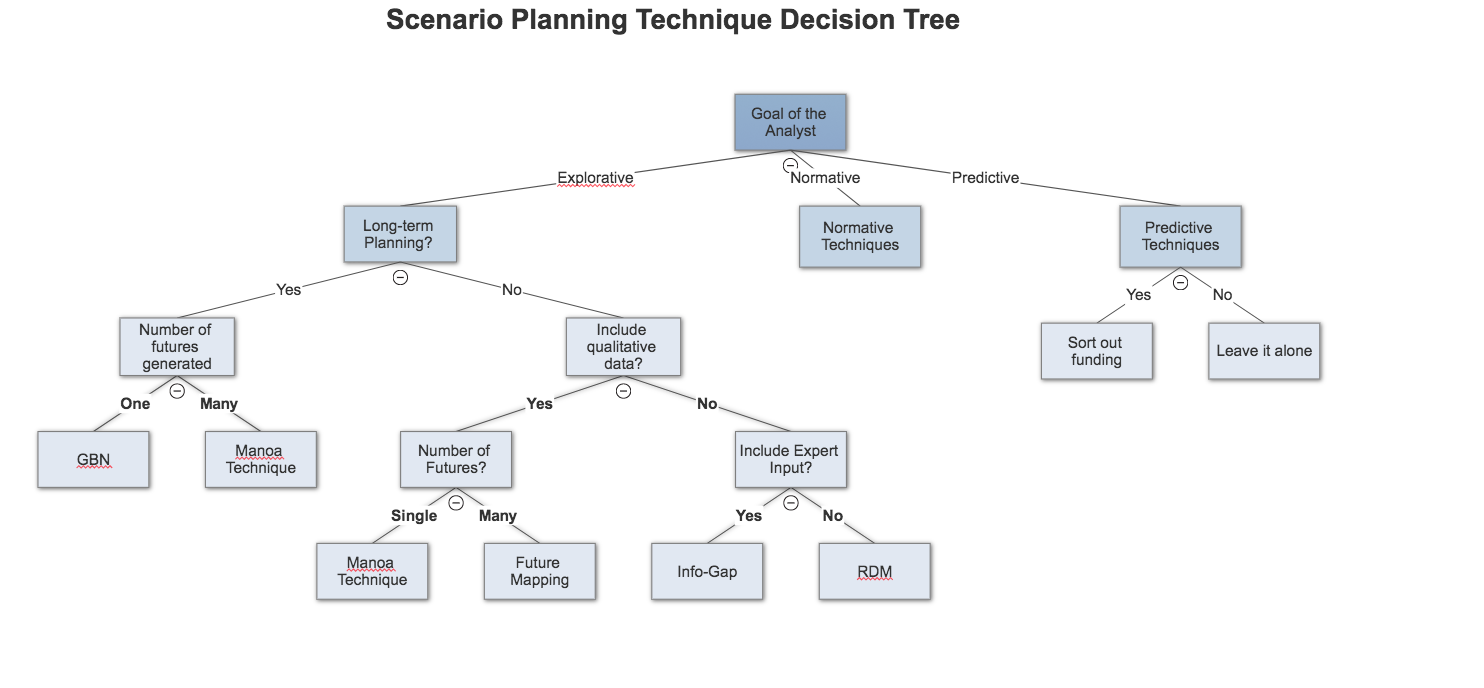 Scenario Planning Technique Decision Tree
Goal of the
Analyst
Explorative
Normative
Predictive
Long-term
Planning?
Normative
Techniques
Predictive
Techniques
Yes
No
Yes
No
Number of
futures
generated
Include
qualitative
data?
Sort out
funding
Leave it alone
One
Many
Yes
No
GBN
Manoa
Technique
Number of
Futures?
Include Expert
Input?
Single
Many
Yes
No
Manoa
Technique
Future
Mapping
Info-Gap
RDM